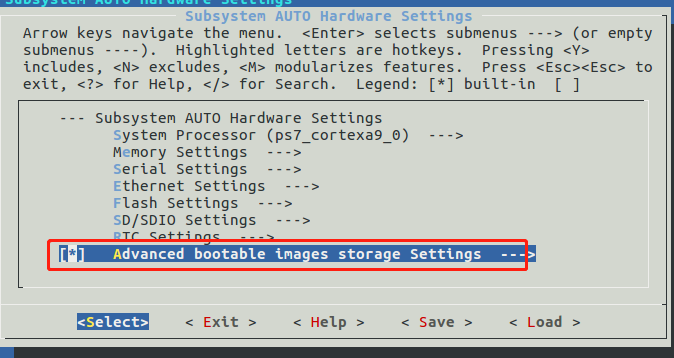 Subsystem AUTO Hardware Settings
Subsystem AUTO Hardware Settings
Arrow keys navigate the menu.  <Enter> selects submenus ---> (or empty
submenus ----).  Highlighted letters are hotkeys.  Pressing <Y>
includes, <N> excludes, <M> modularizes features.  Press <Esc><Esc> to
exit, <?> for Help, </> for Search.  Legend: [*] built-in  [ ]
--- Subsystem AUTO Hardware Settings
System Processor (ps7_cortexa9_0)  --->
Memory Settings  --->
Serial Settings  --->
Ethernet Settings  --->
Flash Settings  --->
SD/SDIO Settings  --->
RTC Settings  --->
[*]    Advanced bootable images storage Settings  --->
<Select>    < Exit >    < Help >    < Save >    < Load >